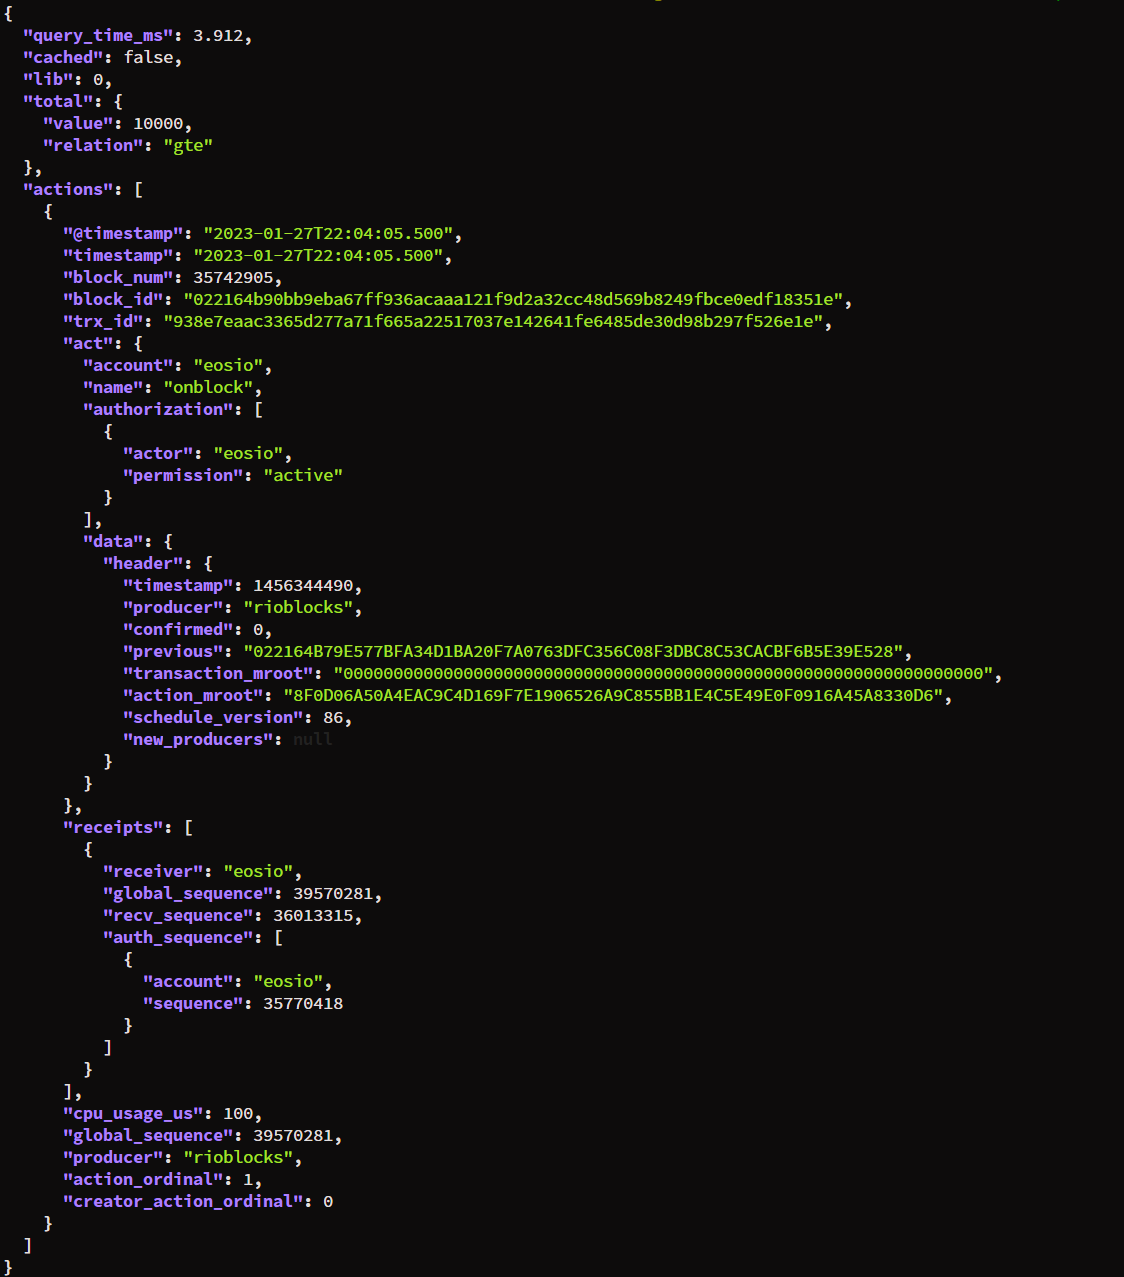 {
"query_time_ms": 3.912,
"cached": false,
"lib": 0,
"total": {
"value": 10000,
"relation": "gte"
},
"actions": [
{
"@timestamp": "2023-01-27T22:04:05.500",
"timestamp": "2023-01-27T22:04:05.500",
"block_num": 35742905,
"block_id": "022164b90bb9eba67ff936acaaa121f9d2a32cc48d569b8249fbce0edf18351e",
"trx_id": "938e7eaac3365d277a71f665a22517037e142641fe6485de30d98b297f526e1e",
"act": {
"account": "eosio",
"name": "onblock",
"authorization": [
{
"actor": "eosio",
"permission": "active"
}
],
"data": {
"header": {
"timestamp": 1456344490,
"producer": "rioblocks",
"confirmed": 0,
"previous": "022164B79E577BFA34D1BA20F7A0763DFC356C08F3DBC8C53CACBF6B5E39E528",
"transaction_mroot": "0000000000000000000000000000000000000000000000000000000000000000",
"action_mroot": "8F0D06A50A4EAC9C4D169F7E1906526A9C855BB1E4C5E49E0F0916A45A8330D6",
"schedule_version": 86,
"new_producers": null
}
}
},
"receipts": [
{
"receiver": "eosio",
"global_sequence": 39570281,
"recv_sequence": 36013315,
"auth_sequence": [
{
"account": "eosio",
"sequence": 35770418
}
]
}
],
"cpu_usage_us": 100,
"global_sequence": 39570281,
"producer": "rioblocks",
"action_ordinal": 1,
"creator_action_ordinal": 0
}
]
}